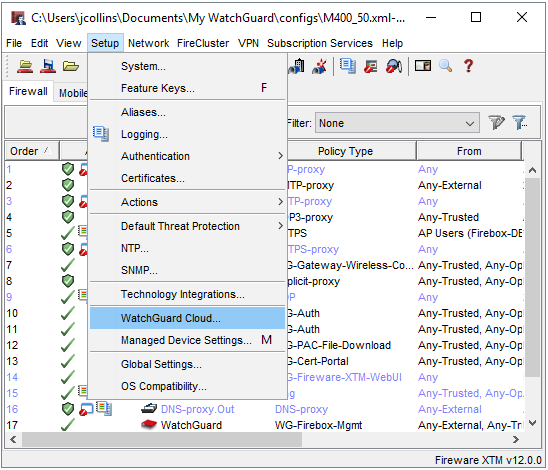 C:\Users\jcollins\Documents\My WatchGuard\configs\M400_50.xml-...
File Edit View Setup Network FireCluster VPN Subscription Services Help
Firewall Mobile
System...
Feature Keys... F
Aliases...
Logging...
Authentication
Certificates...
Actions
Default Threat Protection
NTP...
SNMP...
Technology Integrations...
WatchGuard Cloud...
Managed Device Settings... M
Global Settings...
OS Compatibility...
Filter: None
Order Policy Type From
1 P-proxy Any
2 TP-proxy Any-External
3 TP-proxy Any
4 P3-proxy Any-Trusted
5 TPS AP Users (Firebox-DB
6 TPS-proxy Any
7 G-Gateway-Wireless-Co... Any-Trusted, Any-Op
8 plicit-proxy Any-Trusted
9 Any-Trusted, Any-Op
10 G-Auth Any-Trusted, Any-Op
11 G-Auth Any-External
12 G-PAC-File-Download Any-Trusted, Any-Op
13 G-Cert-Portal Any-Trusted, Any-Op
14 G-Fireware-XTM-WebUI Any
15 g Any-Trusted, Any-Op
16 DNS-proxy.Out DNS-proxy Any-External
17 WatchGuard WG-Firebox-Mgmt Any-External, Any-Tru
Fireware XTM v12.0.0